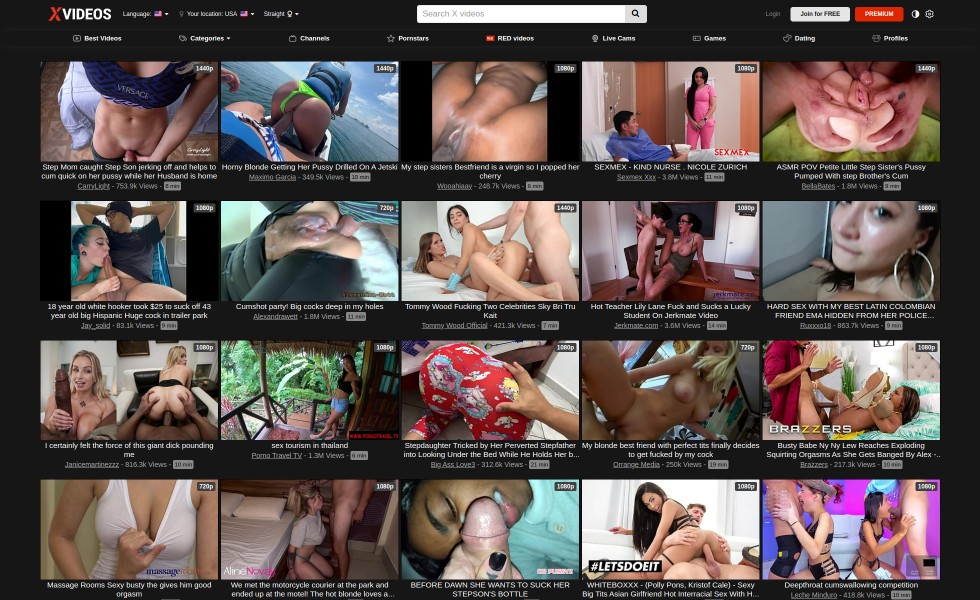 XVIDEOS
Language:
Your location: USA
Straight
Search X videos
Login
Join for FREE
PREMIUM
Best Videos
Categories
Channels
Pornstars
RED videos
Live Cams
Games
Dating
Profiles
VERSACE
CarryLight
1440p
Step Mom caught Step Son jerking off and helps to
cum quick on her pussy while her Husband is home
CarryLight - 753.9k Views - 6 min
1440p
Horny Blonde Getting Her Pussy Drilled On A Jetski
Maximo Garcia - 349.5k Views - 10 min
1080p
My step sisters Bestfriend is a virgin so I popped her
cherry
Wooahiaay - 248.7k Views - 8 min
1080p
SEXMEX
SEXMEX - KIND NURSE . NICOLE ZURICH
Sexmex Xxx - 3.8M Views - 11 min
1440p
ASMR POV Petite Little Step Sister's Pussy
Pumped With step Brother's Cum
BellaBates - 1.8M Views - 9 min
1080p
18 year old white hooker took $25 to suck off 43
year old big Hispanic Huge cock in trailer park
Jay_solid - 83.1k Views - 9 min
720p
Cumshot party! Big cocks deep in my holes
Alexandrawett - 1.8M Views - 11 min
1440p
Tommy Wood Fucking Two Celebrities Sky Bri Tru
Kait
Tommy Wood Official - 421.3k Views - 7 min
1080p
jerkmate
Hot Teacher Lily Lane Fuck and Sucks a Lucky
Student On Jerkmate Video
Jerkmate.com - 3.6M Views - 14 min
1080p
HARD SEX WITH MY BEST LATIN COLOMBIAN
FRIEND EMA HIDDEN FROM HER POLICE...
Ruxxx18 - 863.7k Views - 9 min
1080p
I certainly felt the force of this giant dick pounding
me
Janicemartinezzz - 816.3k Views - 10 min
1080p
WWW.PORNOTRAVEL.TV
sex tourism in thailand
Porno Travel TV - 1.3M Views - 6 min
1080p
Stepdaughter Tricked by Her Perverted Stepfather
into Looking Under the Bed While He Holds Her b...
Big Ass Love3 - 312.6k Views - 21 min
720p
My blonde best friend with perfect tits finally decides
to get fucked by my cock
Orrange Media - 250k Views - 19 min
1080p
BRAZZERS
Busty Babe Ny Ny Lew Reaches Exploding
Squirting Orgasms As She Gets Banged By Alex -...
Brazzers - 217.3k Views - 10 min
720p
massagerooms
Massage Rooms Sexy busty the gives him good
orgasm
1080p
Aline Novak
We met the motorcycle courier at the park and
ended up at the motel! The hot blonde loves a...
1080p
BEFORE DAWN SHE WANTS TO SUCK HER
STEPSON'S BOTTLE
1080p
#LETSDOEIT
WHITEBOXXX - (Polly Pons, Kristof Cale) - Sexy
Big Tits Asian Girlfriend Hot Interracial Sex With H...
1080p
Deepthroat cumswallowing competition
Leche Minduro - 418.8k Views - 10 min